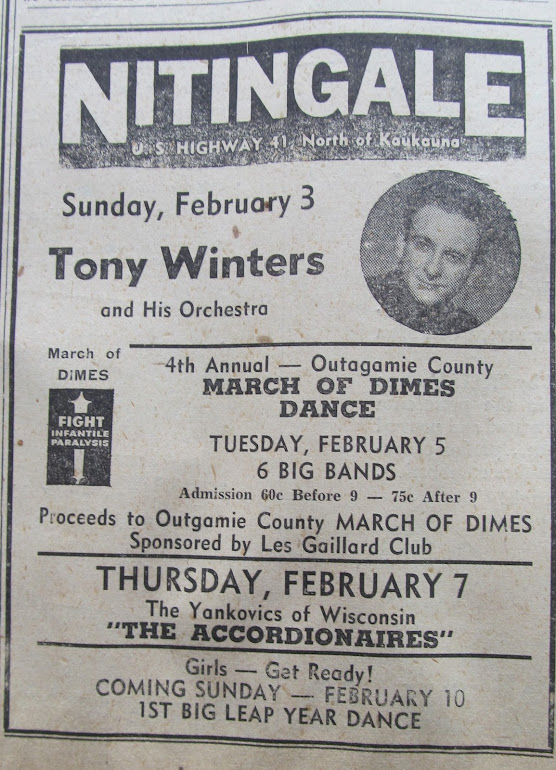 NITINGALE
U. S. HIGHWAY 41, North of Kaukauna
Sunday, February 3
Tony Winters
and His Orchestra
March of
DIMES
FIGHT
INFANTILE
PARALYSIS
4th Annual — Outagamie County
MARCH OF DIMES
DANCE
TUESDAY, FEBRUARY 5
6 BIG BANDS
Admission 60c Before 9 — 75c After 9
Proceeds to Outgamie County MARCH OF DIMES
Sponsored by Les Gaillard Club
THURSDAY, FEBRUARY 7
The Yankovics of Wisconsin
"THE ACCORDIONAIRES"
Girls — Get Ready!
COMING SUNDAY — FEBRUARY 10
1ST BIG LEAP YEAR DANCE